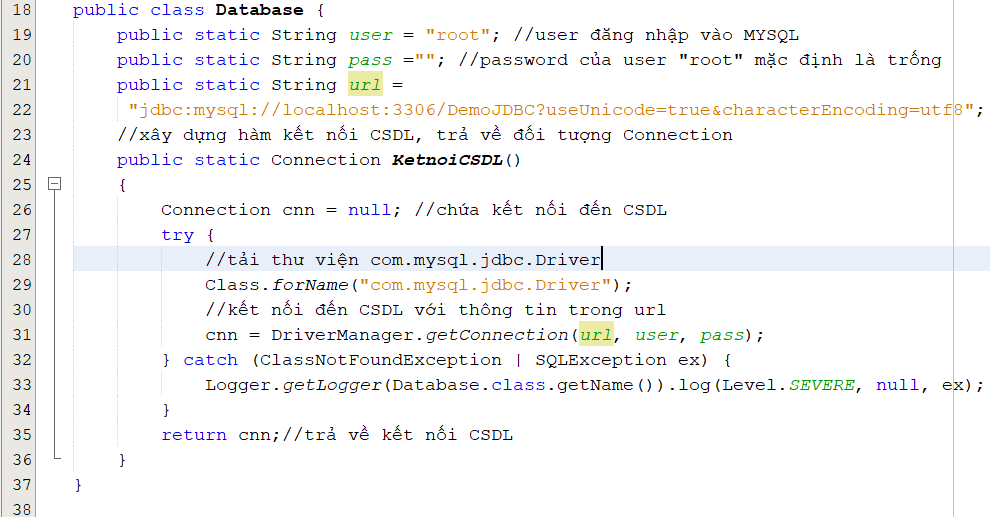 18 public class Database {
19 public static String user = "root"; //user đăng nhập vào MYSQL
20 public static String pass =""; //password của user "root" mặc định là trống
21 public static String url =
22 "jdbc:mysql://localhost:3306/DemoJDBC?useUnicode=true&characterEncoding=utf8";
23 //xây dựng hàm kết nối CSDL, trả về đối tượng Connection
24 public static Connection KetnoiCSDL()
25 {
26 Connection cnn = null; //chứa kết nối đến CSDL
27 try {
28 //tải thư viện com.mysql.jdbc.Driver
29 Class.forName("com.mysql.jdbc.Driver");
30 //kết nối đến CSDL với thông tin trong url
31 cnn = DriverManager.getConnection(url, user, pass);
32 } catch (ClassNotFoundException | SQLException ex) {
33 Logger.getLogger(Database.class.getName()).log(Level.SEVERE, null, ex);
34 }
35 return cnn;//trả về kết nối CSDL
36 }
37 }
38